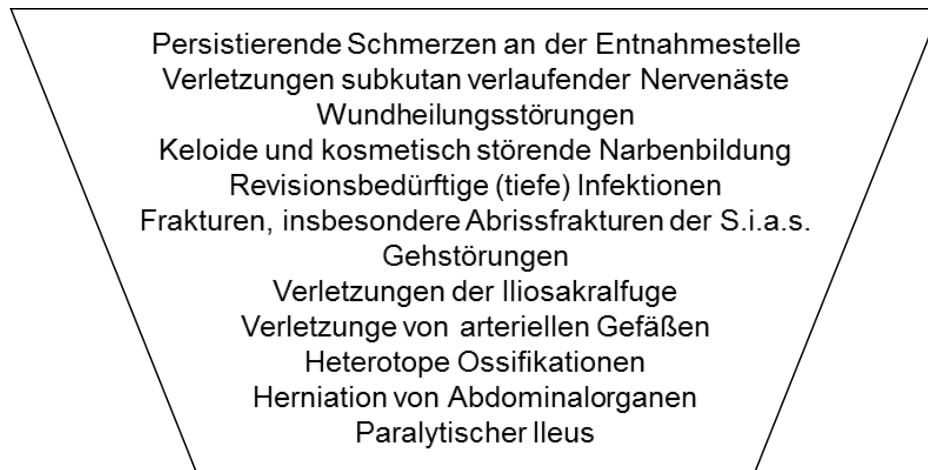 Persistierende Schmerzen an der Entnahmestelle
Verletzungen subkutan verlaufender Nervenäste
Wundheilungsstörungen
Keloide und kosmetisch störende Narbenbildung
Revisionsbedürftige (tiefe) Infektionen
Frakturen, insbesondere Abrissfrakturen der S.i.a.s.
Gehstörungen
Verletzungen der Iliosakralfuge
Verletzunge von arteriellen Gefäßen
Heterotope Ossifikationen
Herniation von Abdominalorganen
Paralytischer Ileus